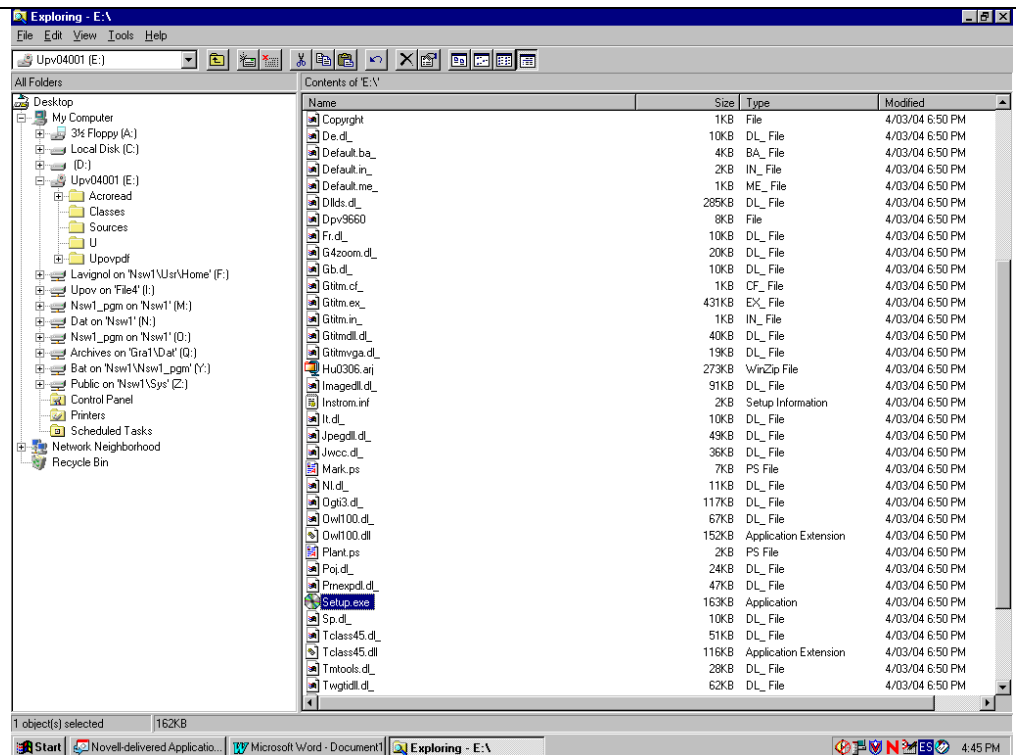 Exploring - E:\
File Edit View Tools Help
Upv04001 (E:)
All Folders
Contents of 'E:\'
Desktop
My Computer
3½ Floppy (A:)
Local Disk (C:)
(D:)
Upv04001 (E:)
Acroread
Classes
Sources
U
Upovpdf
Lavignol on 'Nsw1\Usr\Home' (F:)
Upov on 'File4' (I:)
Nsw1_pgm on 'Nsw1' (M:)
Dat on 'Nsw1' (N:)
Nsw1_pgm on 'Nsw1' (O:)
Archives on 'Gra1\Dat' (Q:)
Bat on 'Nsw1\Nsw1_pgm' (Y:)
Public on 'Nsw1\Sys' (Z:)
Control Panel
Printers
Scheduled Tasks
Network Neighborhood
Recycle Bin
Name Size Type Modified
Copyrght 1KB File 4/03/04 6:50 PM
De.dl_ 10KB DL_ File 4/03/04 6:50 PM
Default.ba_ 4KB BA_ File 4/03/04 6:50 PM
Default.in_ 2KB IN_ File 4/03/04 6:50 PM
Default.me_ 1KB ME_ File 4/03/04 6:50 PM
Dllds.dl_ 285KB DL_ File 4/03/04 6:50 PM
Dpv9660 8KB File 4/03/04 6:50 PM
Fr.dl_ 10KB DL_ File 4/03/04 6:50 PM
G4zoom.dl_ 20KB DL_ File 4/03/04 6:50 PM
Gb.dl_ 10KB DL_ File 4/03/04 6:50 PM
Gtitm.cf_ 1KB CF_ File 4/03/04 6:50 PM
Gtitm.ex_ 431KB EX_ File 4/03/04 6:50 PM
Gtitm.in_ 1KB IN_ File 4/03/04 6:50 PM
Gtitmdll.dl_ 40KB DL_ File 4/03/04 6:50 PM
Gtitmvga.dl_ 19KB DL_ File 4/03/04 6:50 PM
Hu0306.arj 273KB WinZip File 4/03/04 6:50 PM
Imagedll.dl_ 91KB DL_ File 4/03/04 6:50 PM
Instrom.inf 2KB Setup Information 4/03/04 6:50 PM
It.dl_ 10KB DL_ File 4/03/04 6:50 PM
Jpegdll.dl_ 49KB DL_ File 4/03/04 6:50 PM
Jwcc.dl_ 36KB DL_ File 4/03/04 6:50 PM
Mark.ps 7KB PS File 4/03/04 6:50 PM
Nl.dl_ 11KB DL_ File 4/03/04 6:50 PM
Ogti3.dl_ 117KB DL_ File 4/03/04 6:50 PM
Owl100.dl_ 67KB DL_ File 4/03/04 6:50 PM
Owl100.dll 152KB Application Extension 4/03/04 6:50 PM
Plant.ps 2KB PS File 4/03/04 6:50 PM
Poj.dl_ 24KB DL_ File 4/03/04 6:50 PM
Prnexpdl.dl_ 47KB DL_ File 4/03/04 6:50 PM
Setup.exe 163KB Application 4/03/04 6:50 PM
Sp.dl_ 10KB DL_ File 4/03/04 6:50 PM
Tclass45.dl_ 51KB DL_ File 4/03/04 6:50 PM
Tclass45.dll 116KB Application Extension 4/03/04 6:50 PM
Tmtools.dl_ 28KB DL_ File 4/03/04 6:50 PM
Twgtidll.dl_ 62KB DL_ File 4/03/04 6:50 PM
1 object(s) selected 162KB
Start Novell-delivered Applicatio... Microsoft Word - Document1 Exploring - E:\ ES 4:45 PM